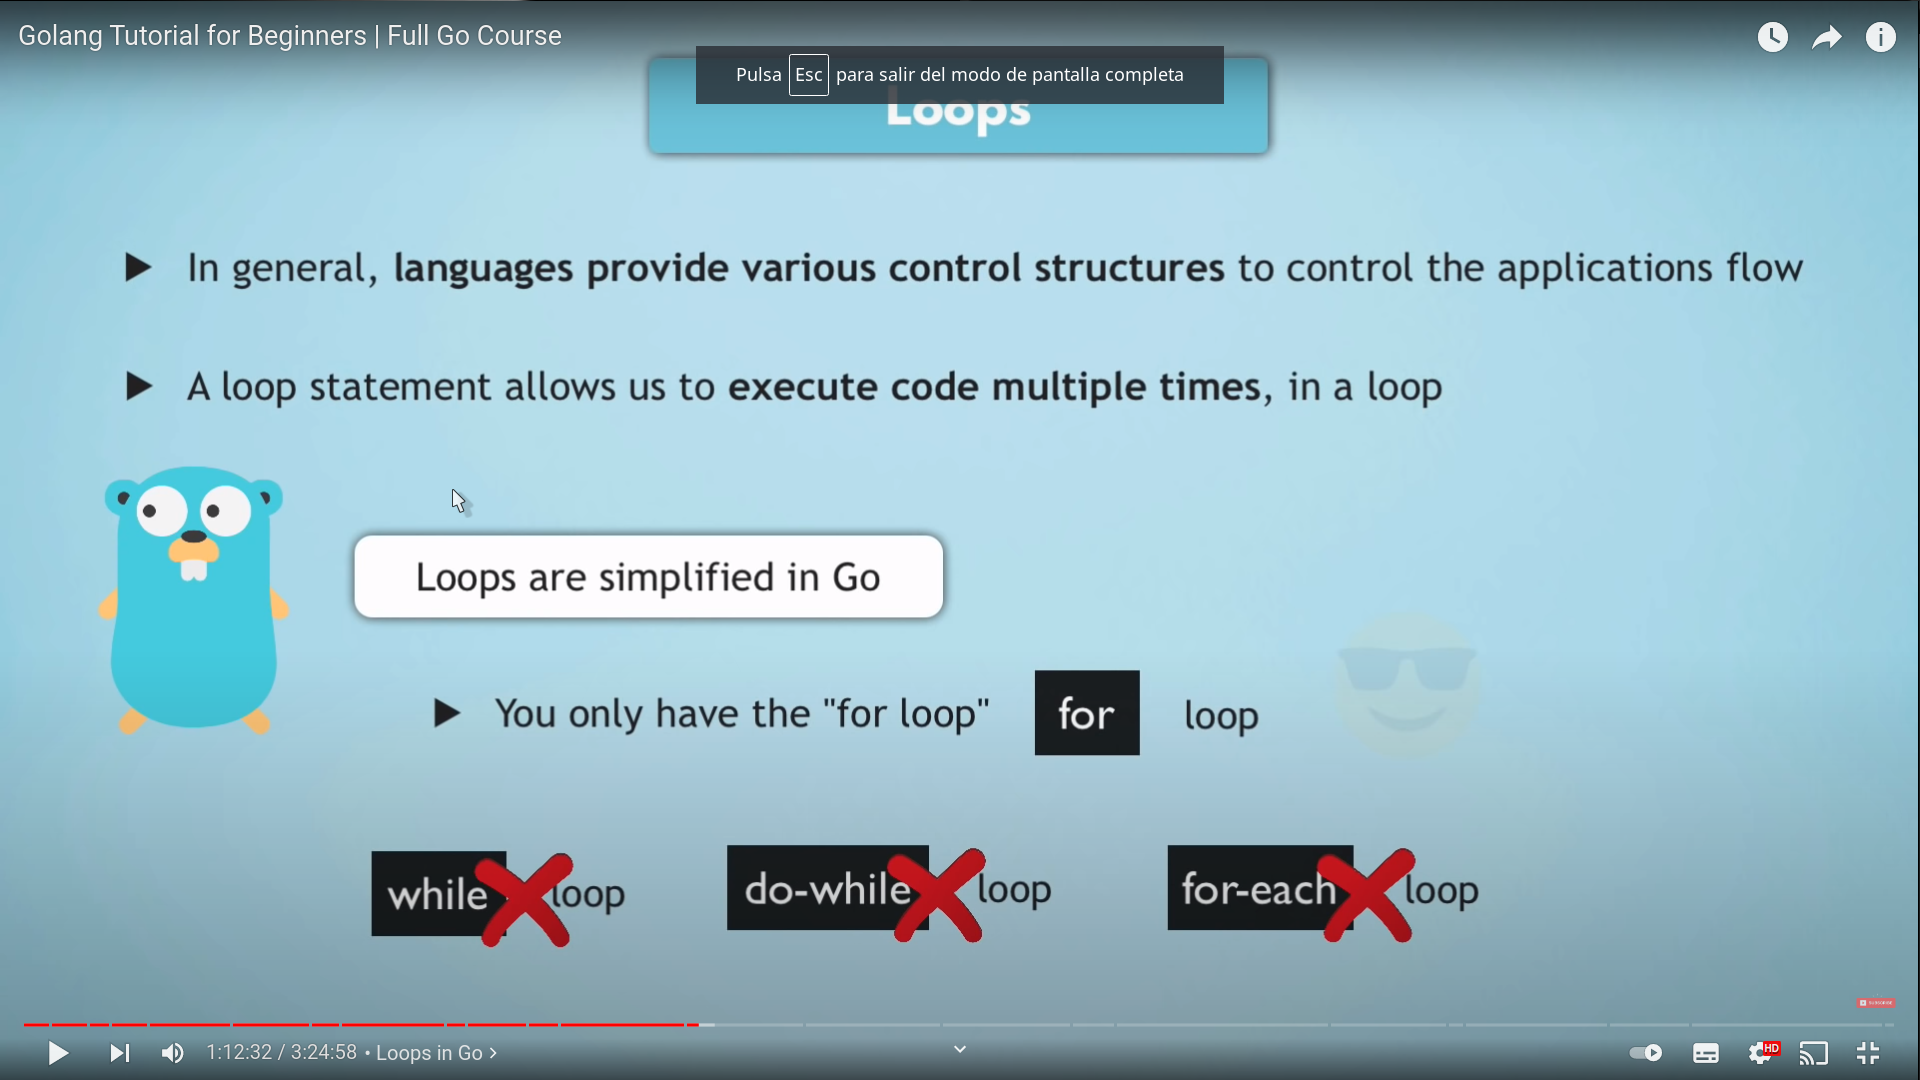 Golang Tutorial for Beginners | Full Go Course
Pulsa Esc para salir del modo de pantalla completa
Loops
In general, languages provide various control structures to control the applications flow
A loop statement allows us to execute code multiple times, in a loop
Loops are simplified in Go
You only have the "for loop" for loop
while loop do-while loop for-each loop
SUBSCRIBE
1:12:32 / 3:24:58 • Loops in Go
HD